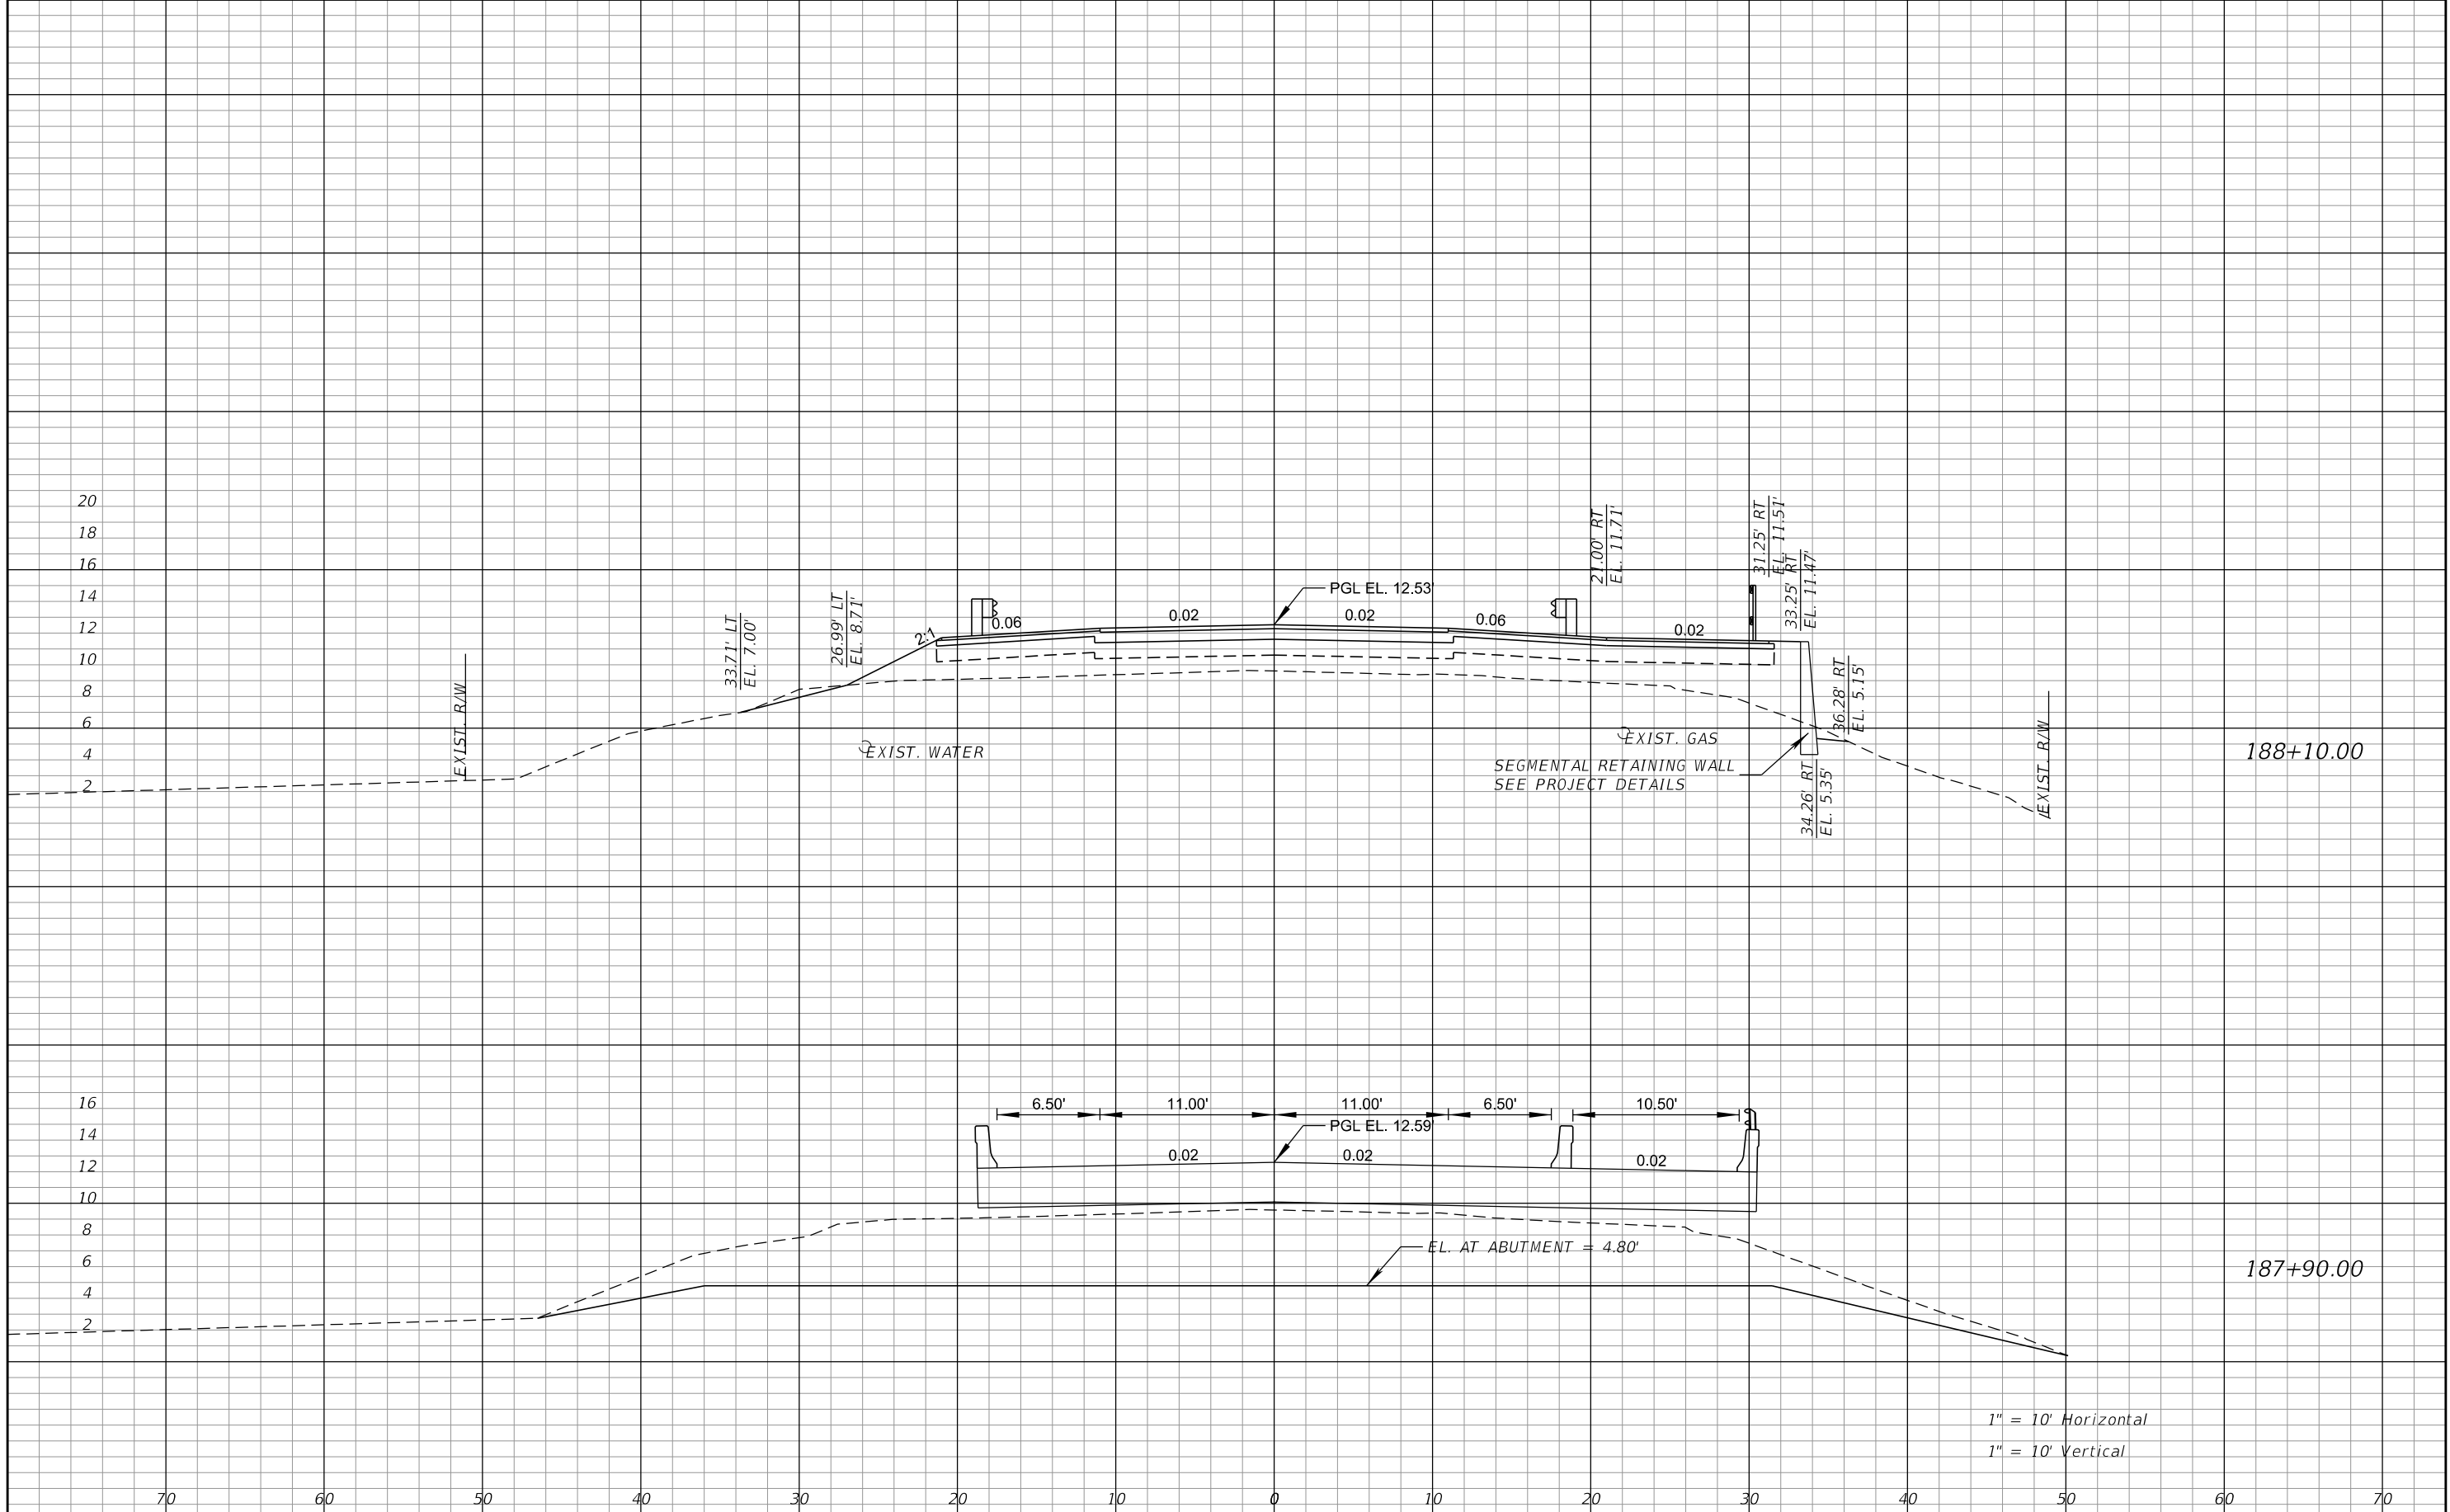 20
18
16
14
12
10
8
6
4
2
EXIST. R/W
33.71' LT
EL. 7.00'
26.99' LT
EL. 8.71'
2:1
0.06
0.02
PGL EL. 12.53'
0.02
0.06
21.00' RT
EL. 11.71'
0.02
31.25' RT
EL. 11.51'
33.25' RT
EL. 11.47'
36.28' RT
EL. 5.15'
34.26' RT
EL. 5.35'
EXIST. WATER
EXIST. GAS
SEGMENTAL RETAINING WALL
SEE PROJECT DETAILS
EXIST. R/W
188+10.00
16
14
12
10
8
6
4
2
6.50'
11.00'
11.00'
6.50'
10.50'
PGL EL. 12.59'
0.02
0.02
0.02
EL. AT ABUTMENT = 4.80'
187+90.00
1" = 10' Horizontal
1" = 10' Vertical
70
60
50
40
30
20
10
0
10
20
30
40
50
60
70